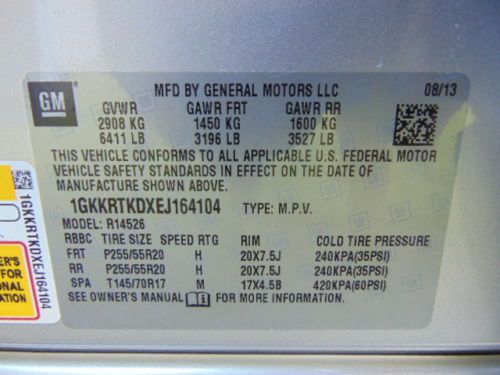 GM
MFD BY GENERAL MOTORS LLC 08/13
GVWR GAWR FRT GAWR RR
2908 KG 1450 KG 1600 KG
6411 LB 3196 LB 3527 LB
THIS VEHICLE CONFORMS TO ALL APPLICABLE U.S. FEDERAL MOTOR
VEHICLE SAFETY STANDARDS IN EFFECT ON THE DATE OF
MANUFACTURE SHOWN ABOVE.
1GKKRTKDXEJ164104 TYPE: M.P.V.
MODEL: R14526
RBBC TIRE SIZE SPEED RTG RIM COLD TIRE PRESSURE
FRT P255/55R20 H 20X7.5J 240KPA(35PSI)
RR P255/55R20 H 20X7.5J 240KPA(35PSI)
SPA T145/70R17 M 17X4.5B 420KPA(60PSI)
SEE OWNER'S MANUAL FOR MORE INFORMATION.
1GKKRTKDXEJ164104
OWNER'S
FOR